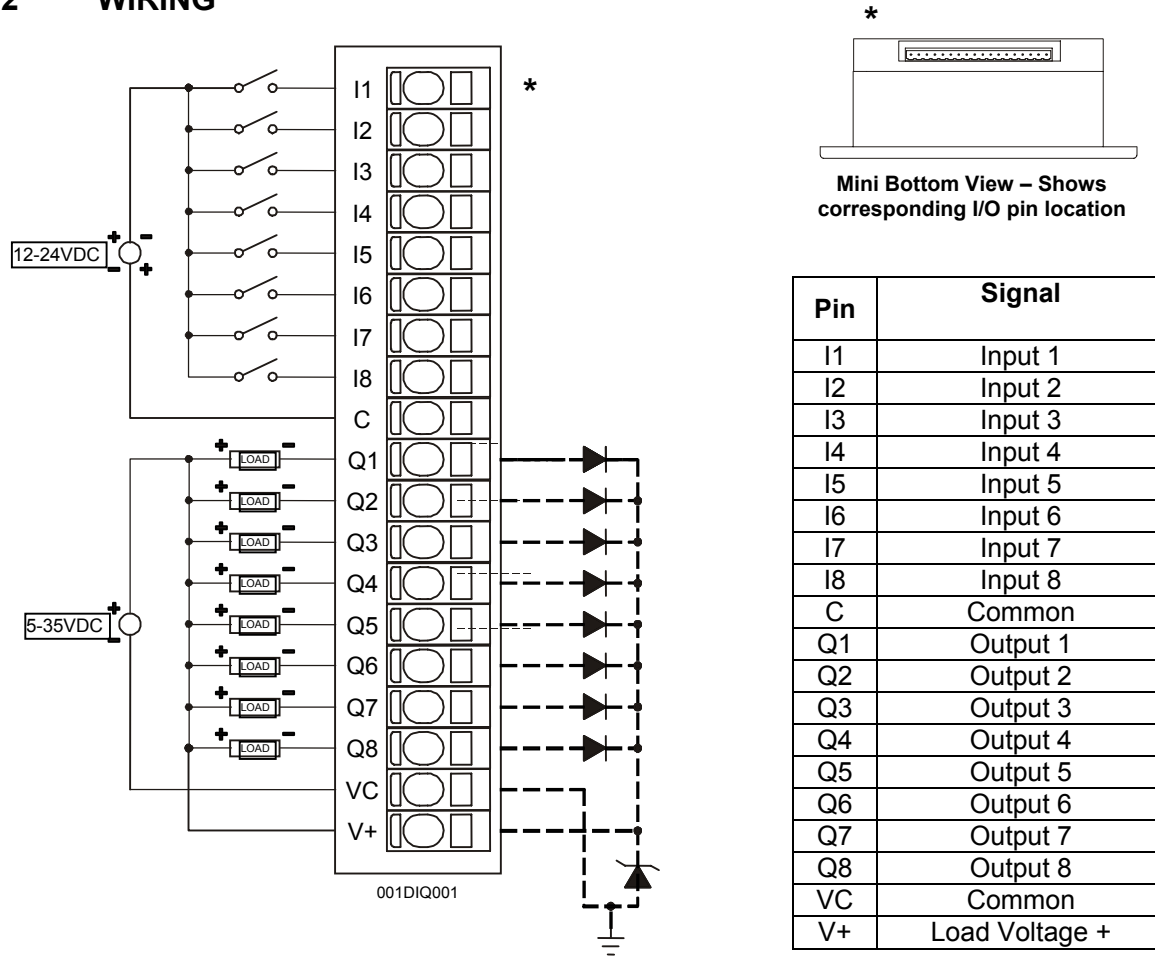 2 WIRING
*
I1
*
I2
I3
I4
12-24VDC
+ -
- +
I5
I6
I7
I8
C
+ LOAD - Q1
+ LOAD - Q2
+ LOAD - Q3
+ LOAD - Q4
5-35VDC
+
-
+ LOAD - Q5
+ LOAD - Q6
+ LOAD - Q7
+ LOAD - Q8
VC
V+
001DIQ001
Mini Bottom View – Shows
corresponding I/O pin location
Pin Signal
I1 Input 1
I2 Input 2
I3 Input 3
I4 Input 4
I5 Input 5
I6 Input 6
I7 Input 7
I8 Input 8
C Common
Q1 Output 1
Q2 Output 2
Q3 Output 3
Q4 Output 4
Q5 Output 5
Q6 Output 6
Q7 Output 7
Q8 Output 8
VC Common
V+ Load Voltage +